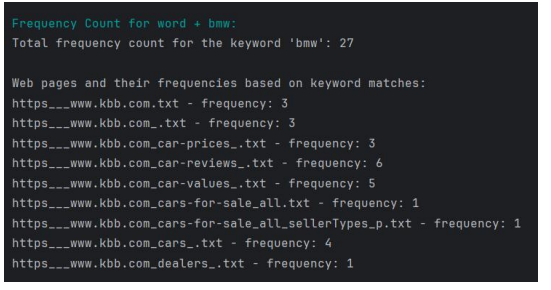 Frequency Count for word + bmw:
Total frequency count for the keyword 'bmw': 27
Web pages and their frequencies based on keyword matches:
https___www.kbb.com.txt - frequency: 3
https___www.kbb.com_.txt - frequency: 3
https___www.kbb.com_car-prices_.txt - frequency: 3
https___www.kbb.com_car-reviews_.txt - frequency: 6
https___www.kbb.com_car-values_.txt - frequency: 5
https___www.kbb.com_cars-for-sale_all.txt - frequency: 1
https___www.kbb.com_cars-for-sale_all_sellerTypes_p.txt - frequency: 1
https___www.kbb.com_cars_.txt - frequency: 4
https___www.kbb.com_dealers_.txt - frequency: 1